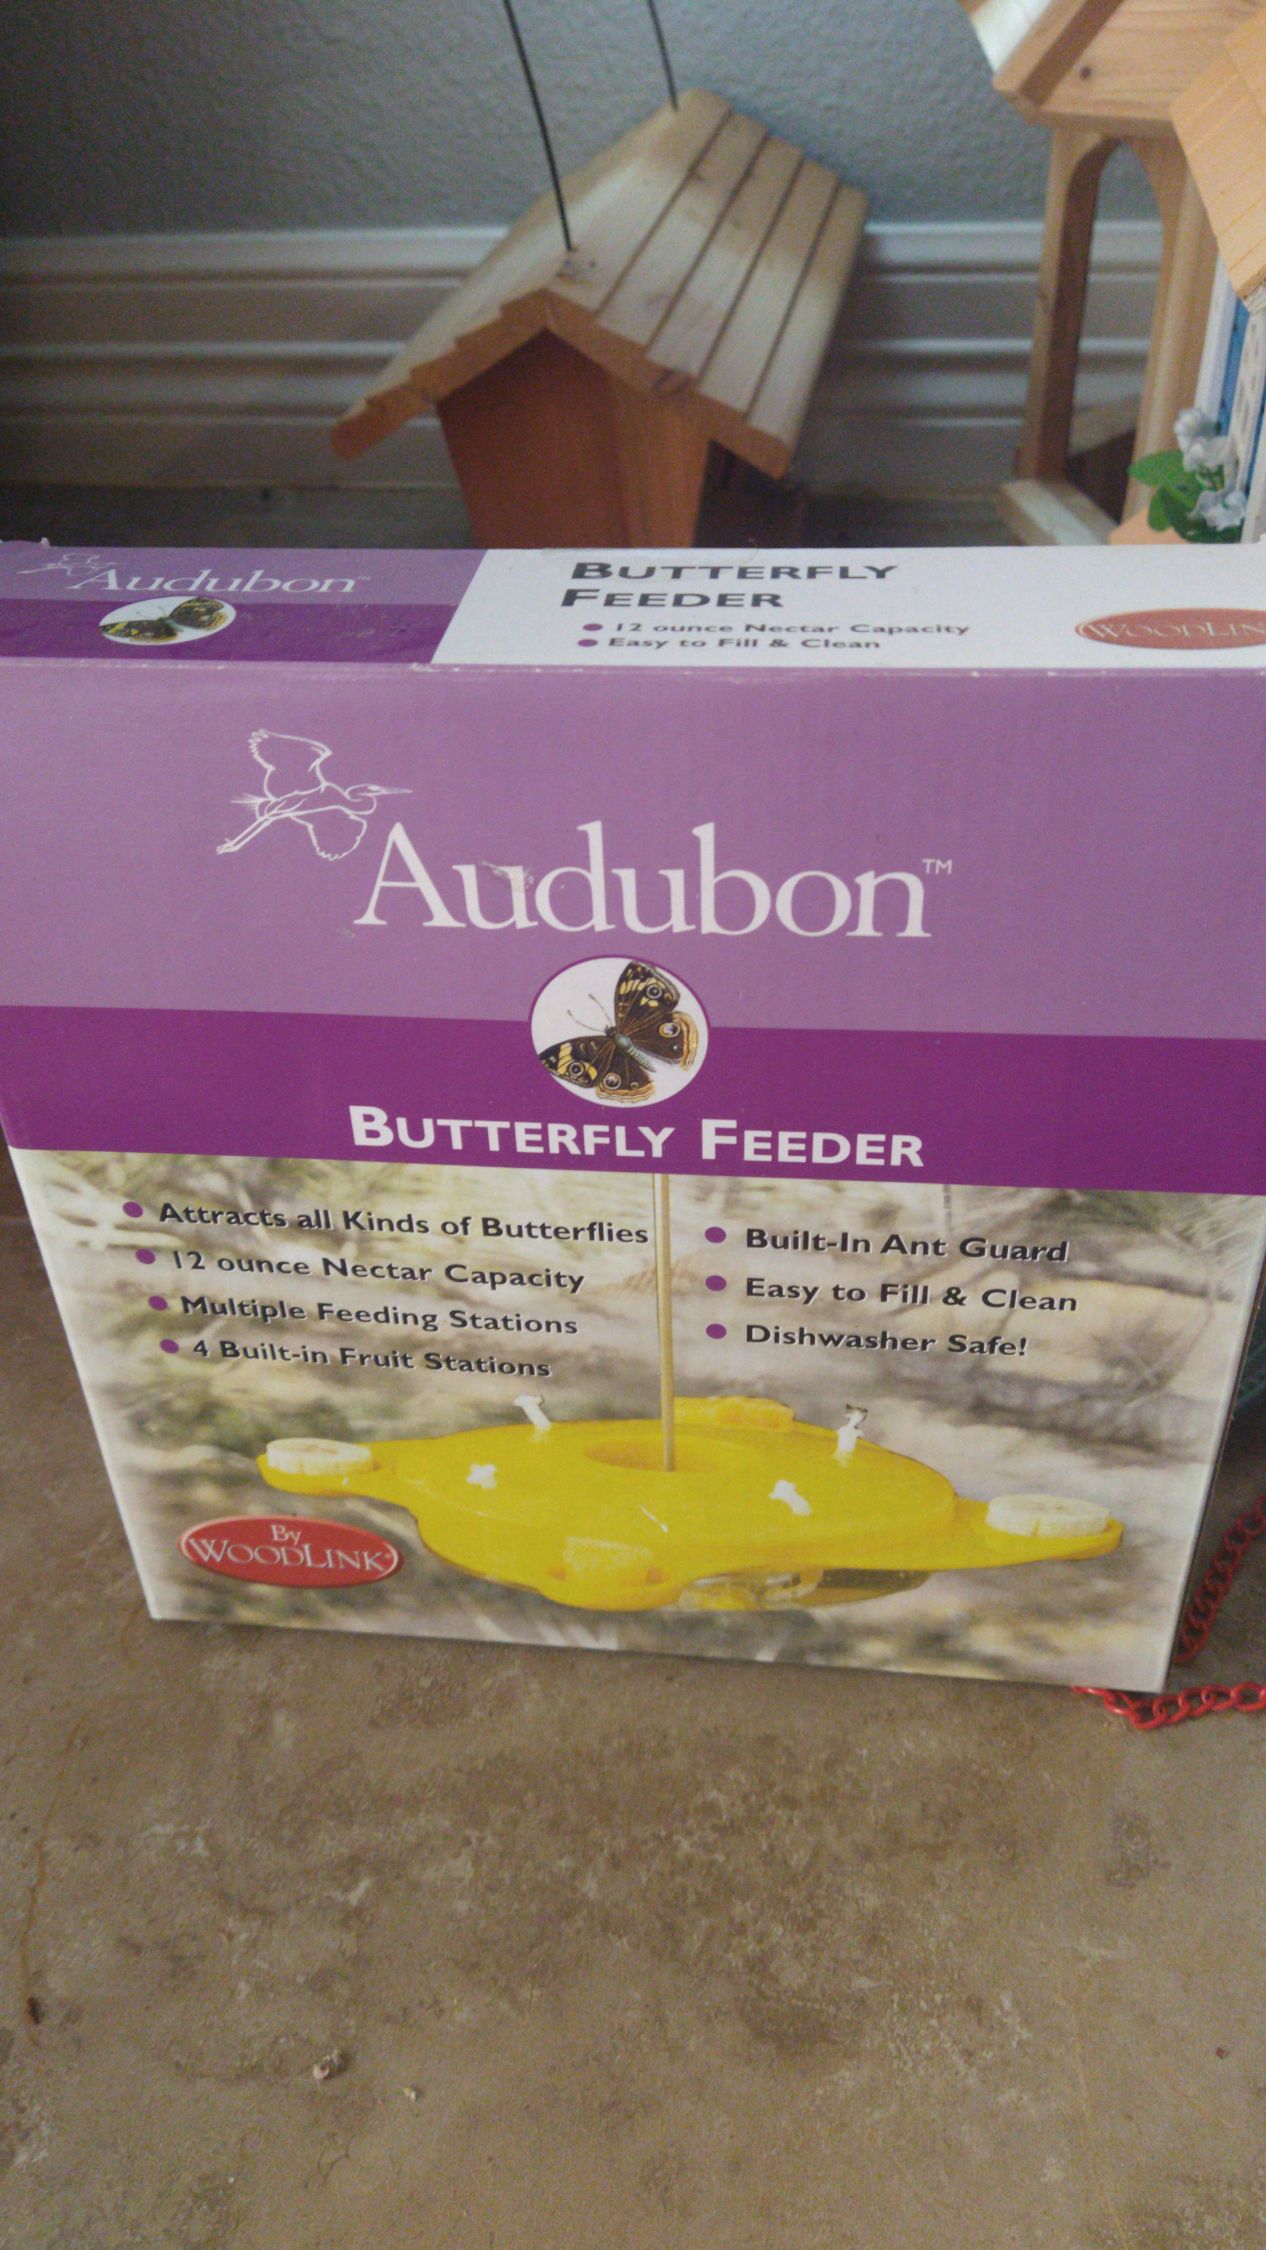 Audubon™
BUTTERFLY
FEEDER
• 12 ounce Nectar Capacity
• Easy to Fill & Clean
Audubon™
BUTTERFLY FEEDER
• Attracts all Kinds of Butterflies
• 12 ounce Nectar Capacity
• Multiple Feeding Stations
• 4 Built-in Fruit Stations
• Built-In Ant Guard
• Easy to Fill & Clean
• Dishwasher Safe!
By
WOODLINK®